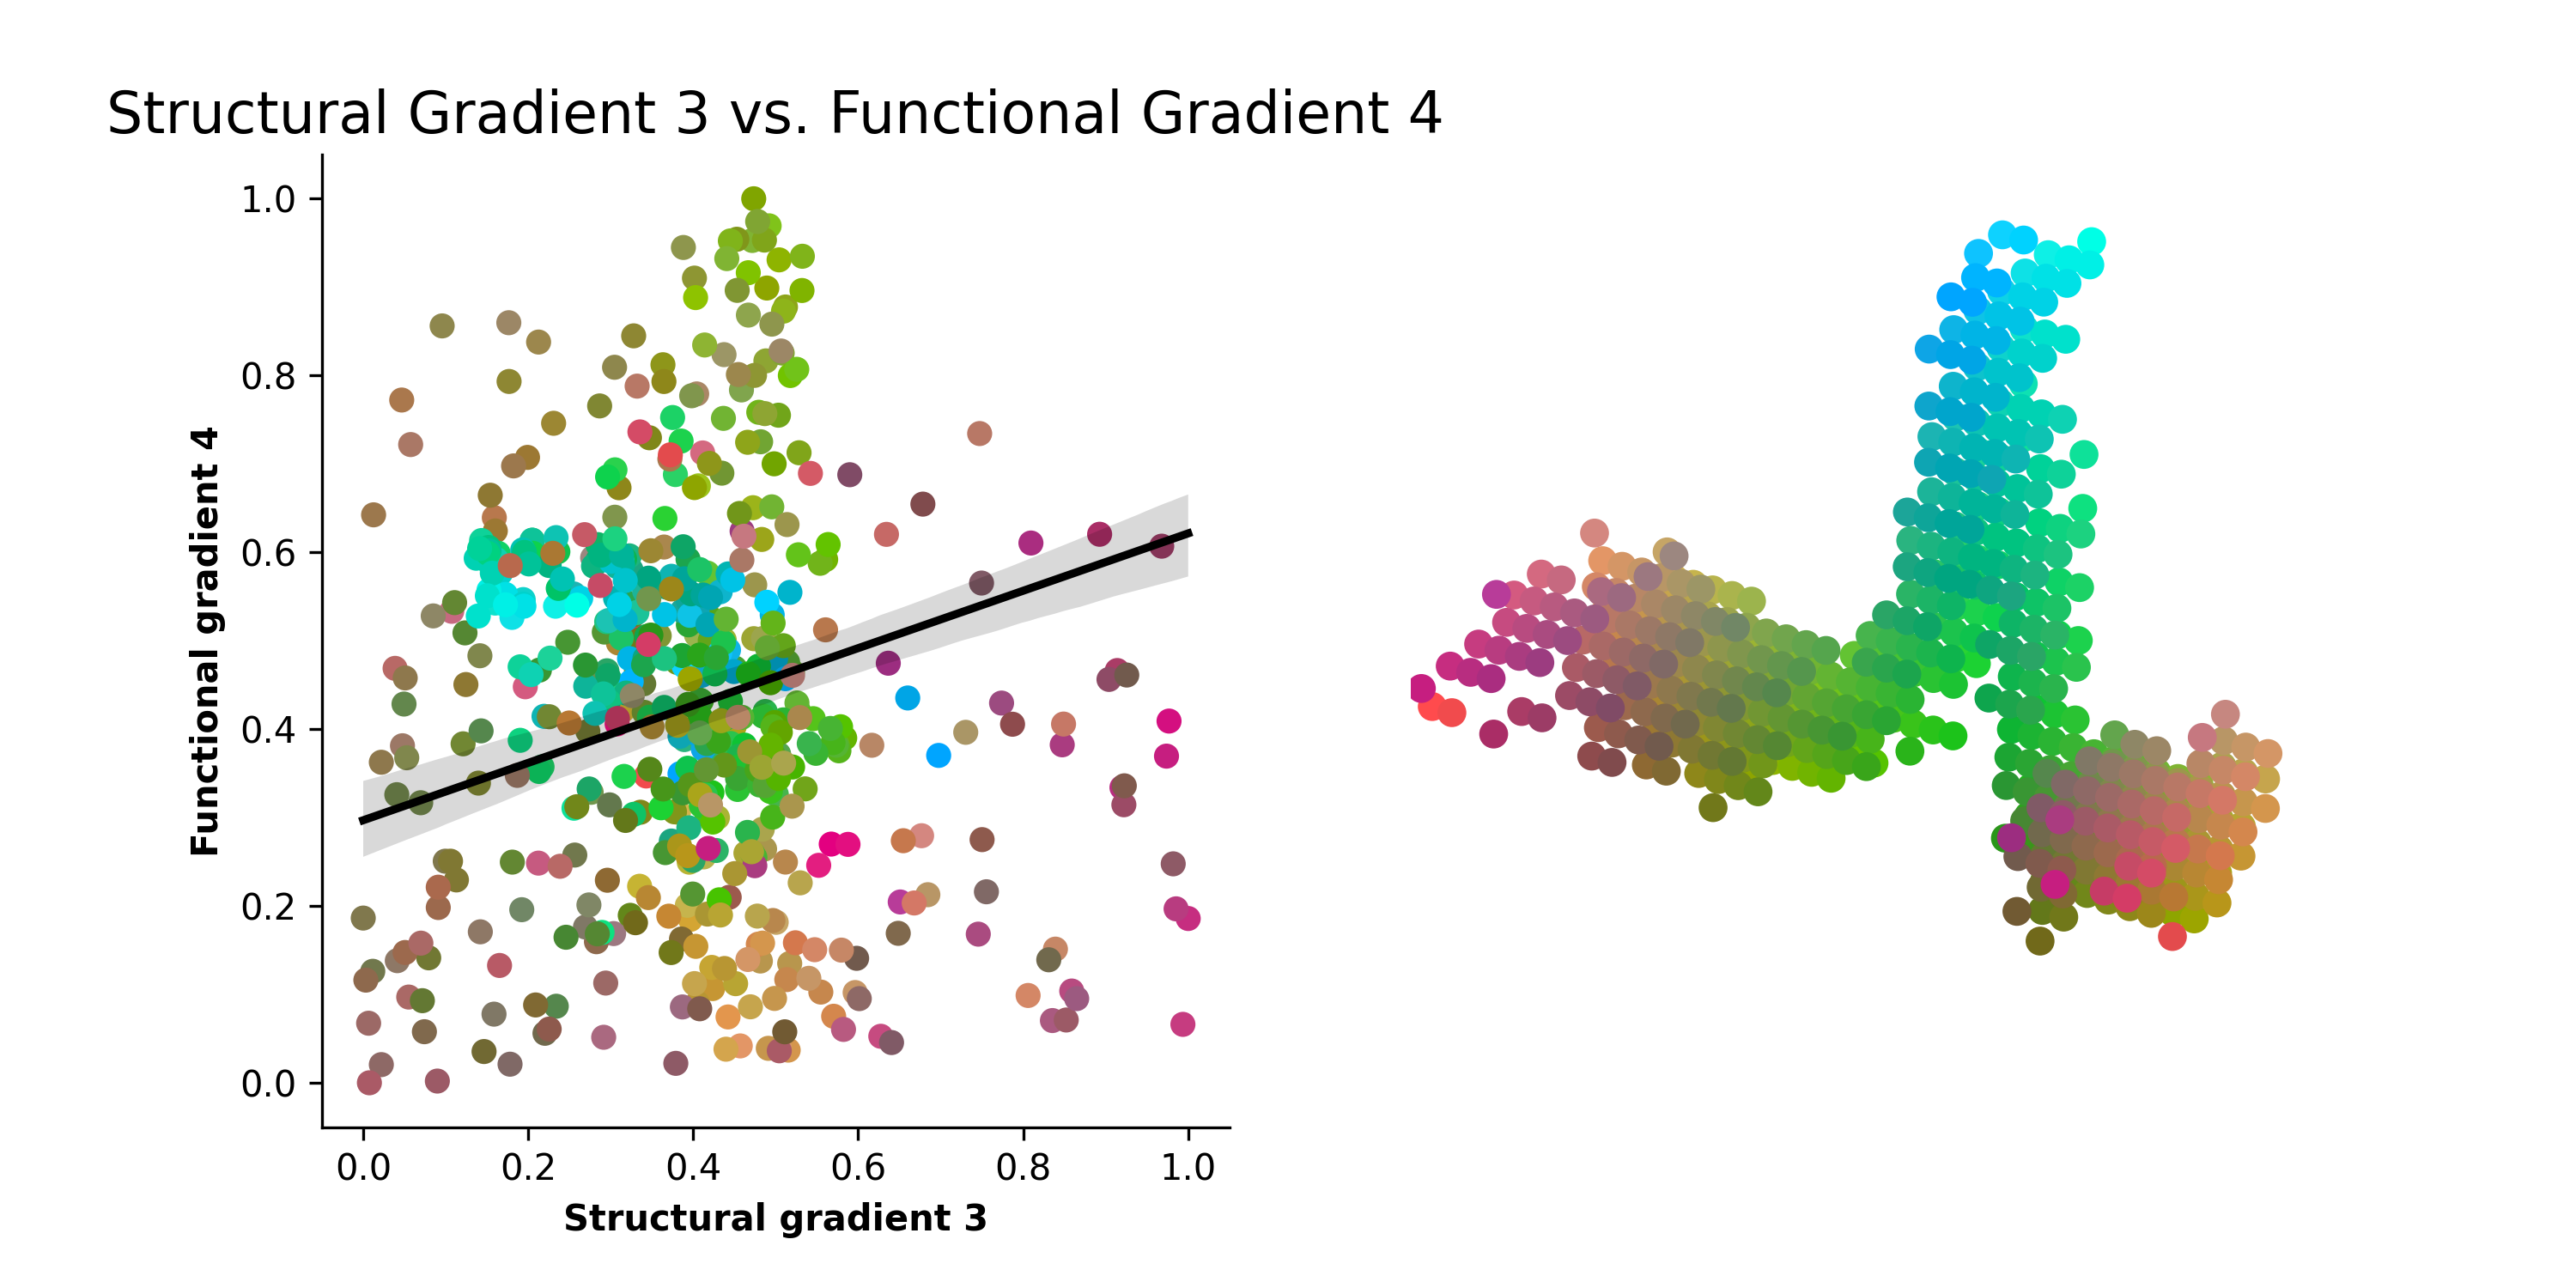 Structural Gradient 3 vs. Functional Gradient 4
1.0
0.8
0.6
0.4
0.2
0.0
Functional gradient 4
0.0 0.2 0.4 0.6 0.8 1.0
Structural gradient 3